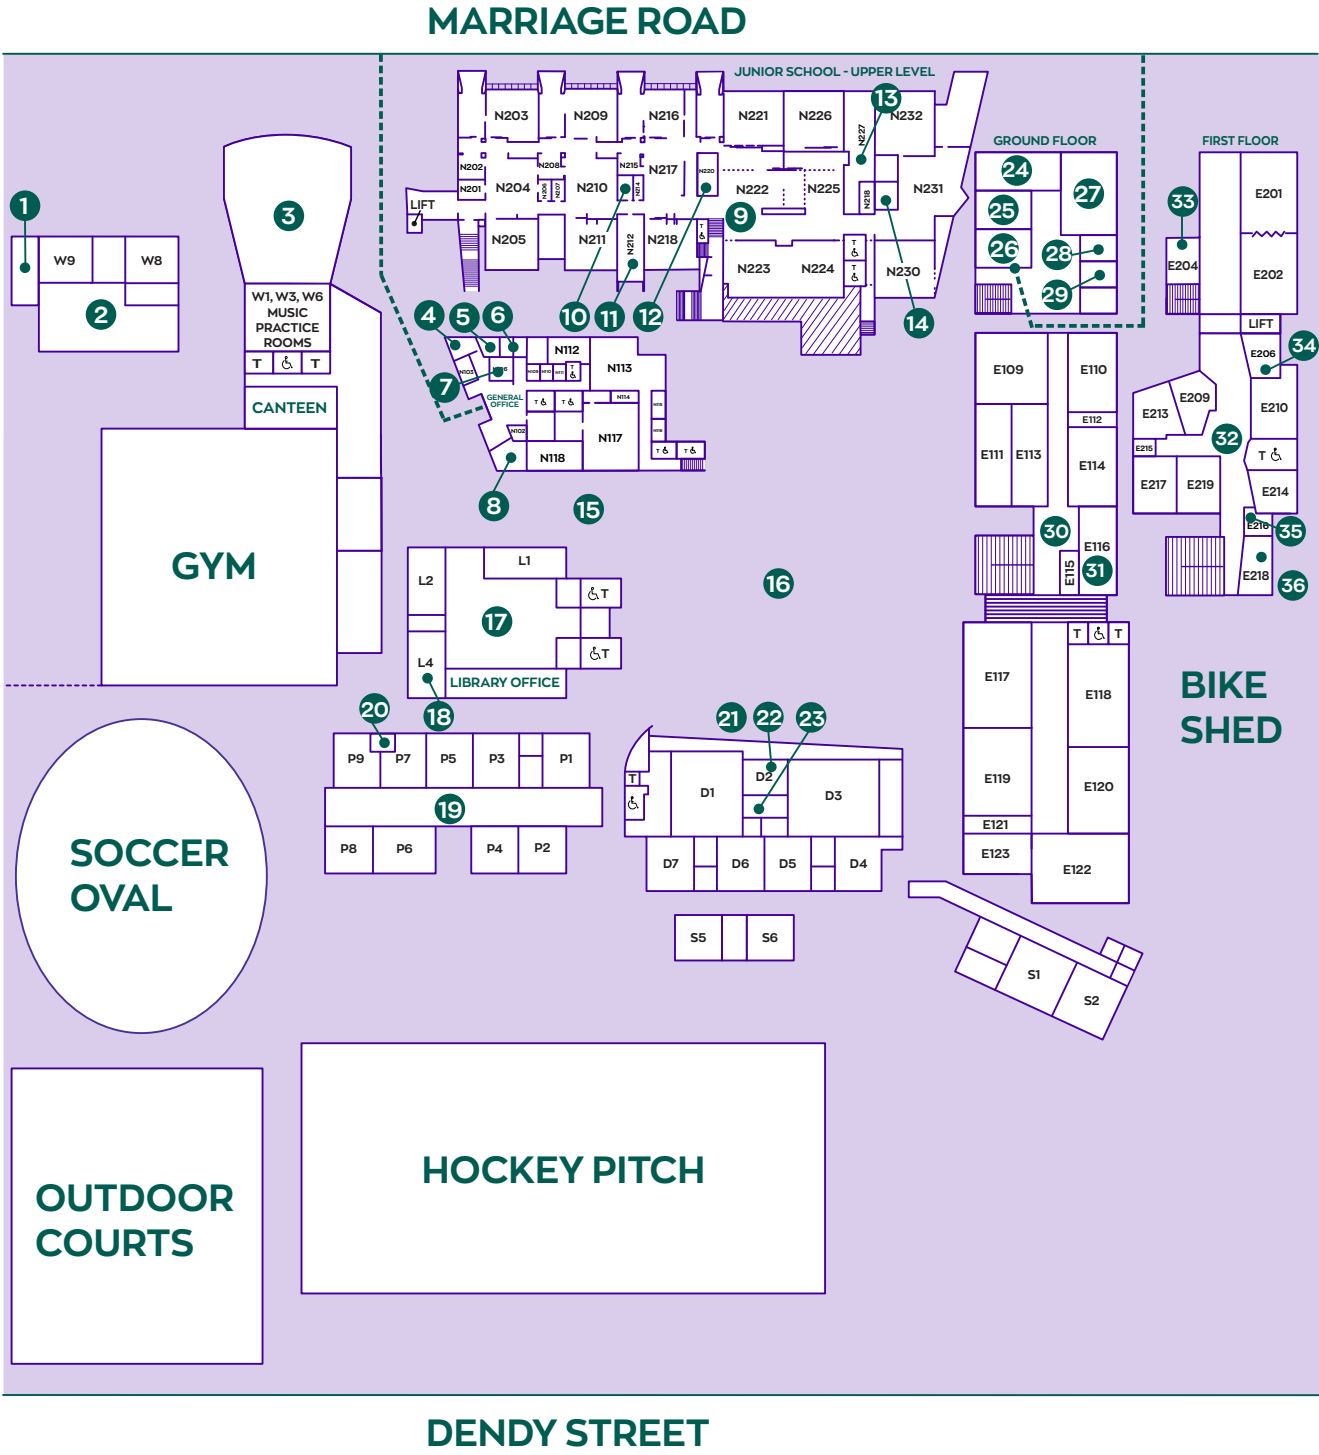 MARRIAGE ROAD
JUNIOR SCHOOL - UPPER LEVEL
13
N203
N209
N216
N221
N226
N227
N232
GROUND FLOOR
FIRST FLOOR
N202
N208
N215
N217
N220
24
27
E201
N201
N204
N206
N207
N210
N214
N222
N225
N218
N231
1
3
LIFT
9
25
33
N205
N211
N212
N218
T
T
N223
N224
T
N230
26
28
29
E204
E202
W9
W8
2
W1, W3, W6
MUSIC
PRACTICE
ROOMS
T
T
4
5
6
10
11
12
14
LIFT
N112
N113
E206
34
N103
7
N109
N110
N111
T
E109
E110
CANTEEN
GENERAL
OFFICE
T
T
N114
N115
E112
E213
E209
E210
N102
N116
N117
N118
T
T
E111
E113
E114
E215
32
T
8
15
E217
E219
E214
30
E116
E216
35
L1
GYM
L2
T
16
E115
31
E218
36
17
T
T
T
L4
LIBRARY OFFICE
E117
E118
BIKE
SHED
20
18
21
22
23
P9
P7
P5
P3
P1
T
D1
D2
D3
E119
E120
19
E121
SOCCER
OVAL
P8
P6
P4
P2
D7
D6
D5
D4
E123
E122
S5
S6
S1
S2
HOCKEY PITCH
OUTDOOR
COURTS
DENDY STREET